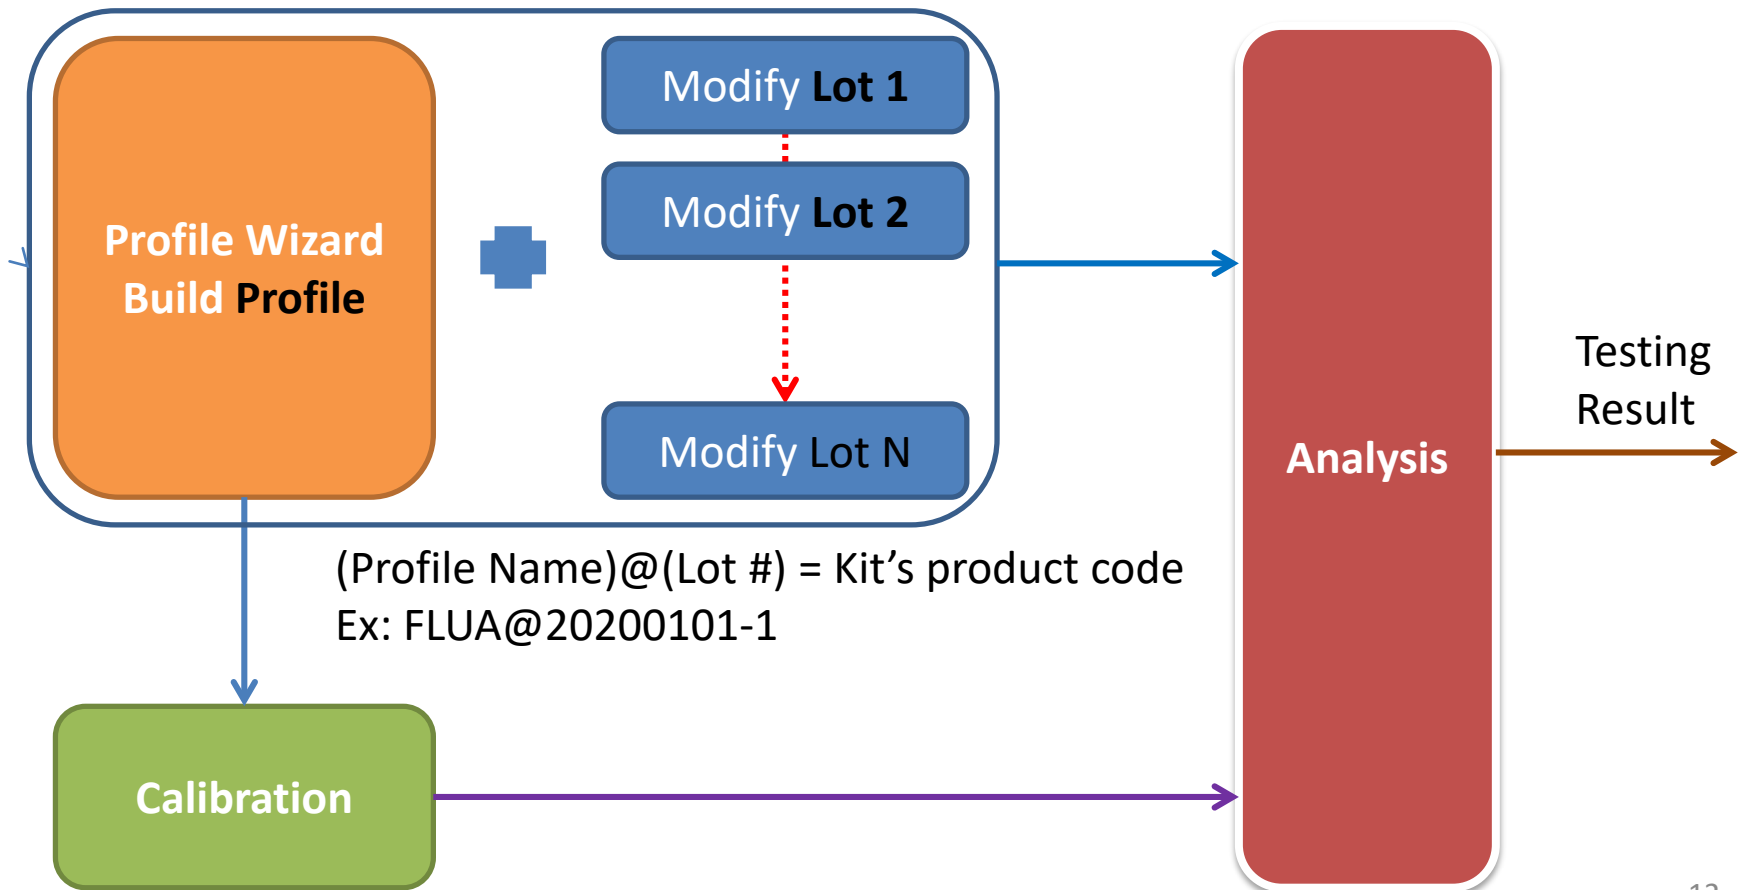 Profile Wizard
Build Profile
Modify Lot 1
Modify Lot 2
Modify Lot N
(Profile Name)@(Lot #) = Kit's product code
Ex: FLUA@20200101-1
Calibration
Analysis
Testing
Result